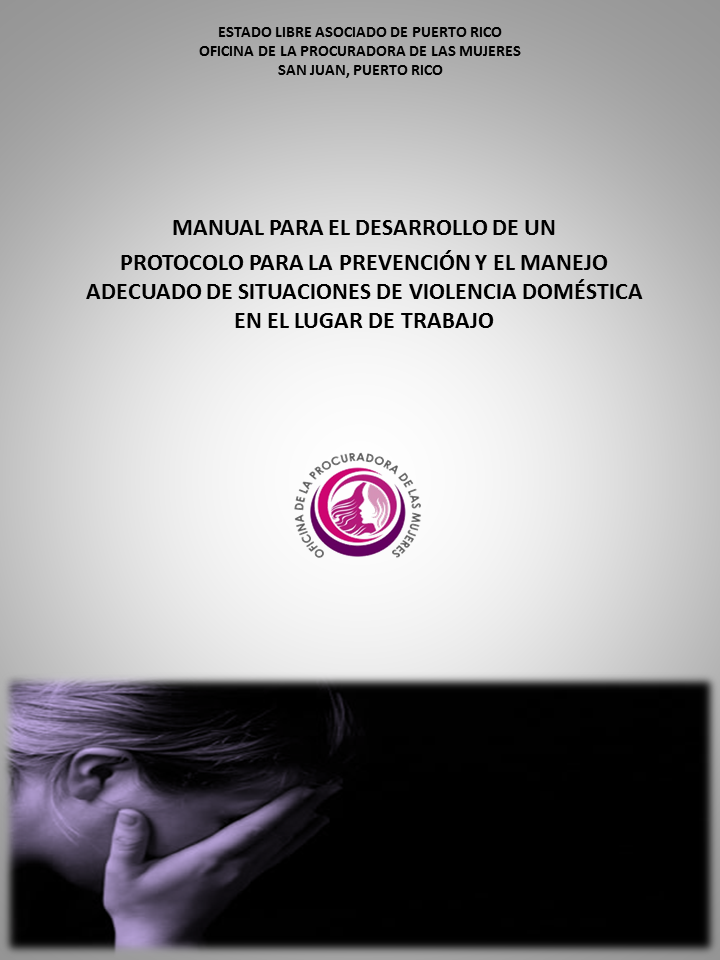 ESTADO LIBRE ASOCIADO DE PUERTO RICO
OFICINA DE LA PROCURADORA DE LAS MUJERES
SAN JUAN, PUERTO RICO
MANUAL PARA EL DESARROLLO DE UN
PROTOCOLO PARA LA PREVENCIÓN Y EL MANEJO
ADECUADO DE SITUACIONES DE VIOLENCIA DOMÉSTICA
EN EL LUGAR DE TRABAJO
OFICINA DE LA PROCURADORA DE LAS MUJERES